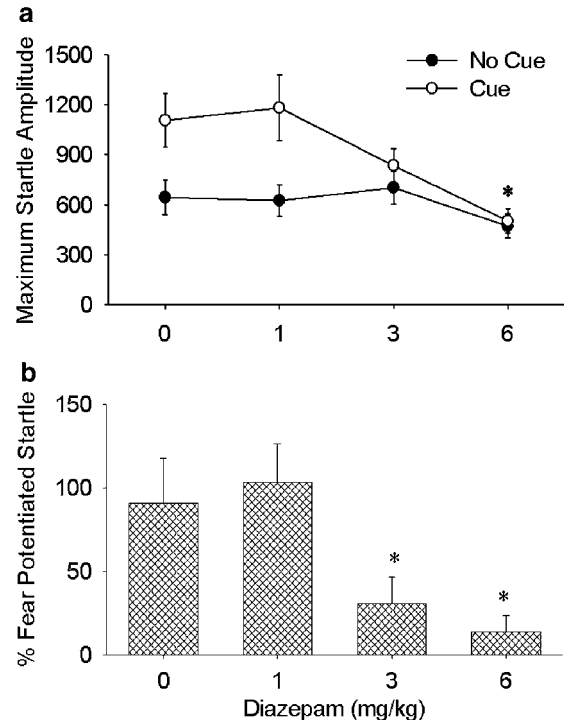 a
Maximum Startle Amplitude
1500
1200
900
600
300
0
No Cue
Cue
*
0 1 3 6
b
% Fear Potentiated Startle
150
100
50
0
* *
0 1 3 6
Diazepam (mg/kg)